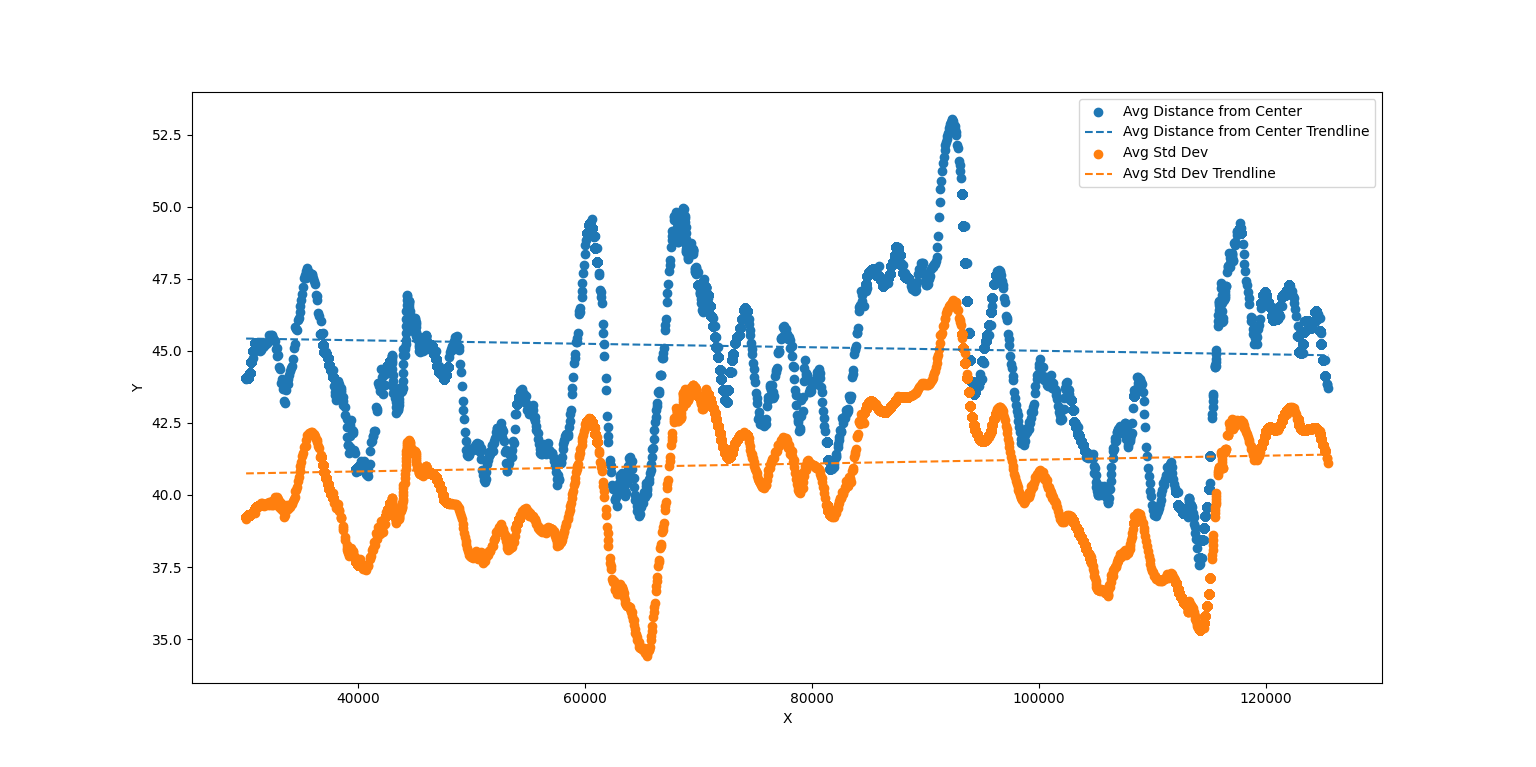 Avg Distance from Center
Avg Distance from Center Trendline
Avg Std Dev
Avg Std Dev Trendline
52.5
50.0
47.5
45.0
42.5
40.0
37.5
35.0
Y
40000 60000 80000 100000 120000
X